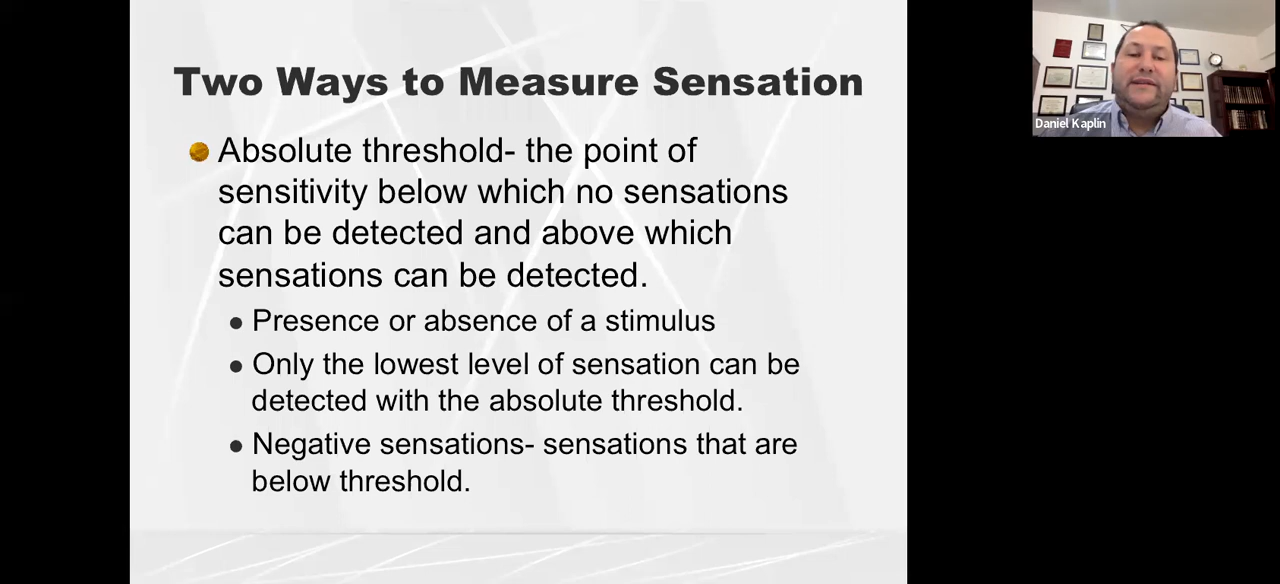 Two Ways to Measure Sensation
Absolute threshold- the point of
sensitivity below which no sensations
can be detected and above which
sensations can be detected.
Presence or absence of a stimulus
Only the lowest level of sensation can be
detected with the absolute threshold.
Negative sensations- sensations that are
below threshold.
Daniel Kaplin